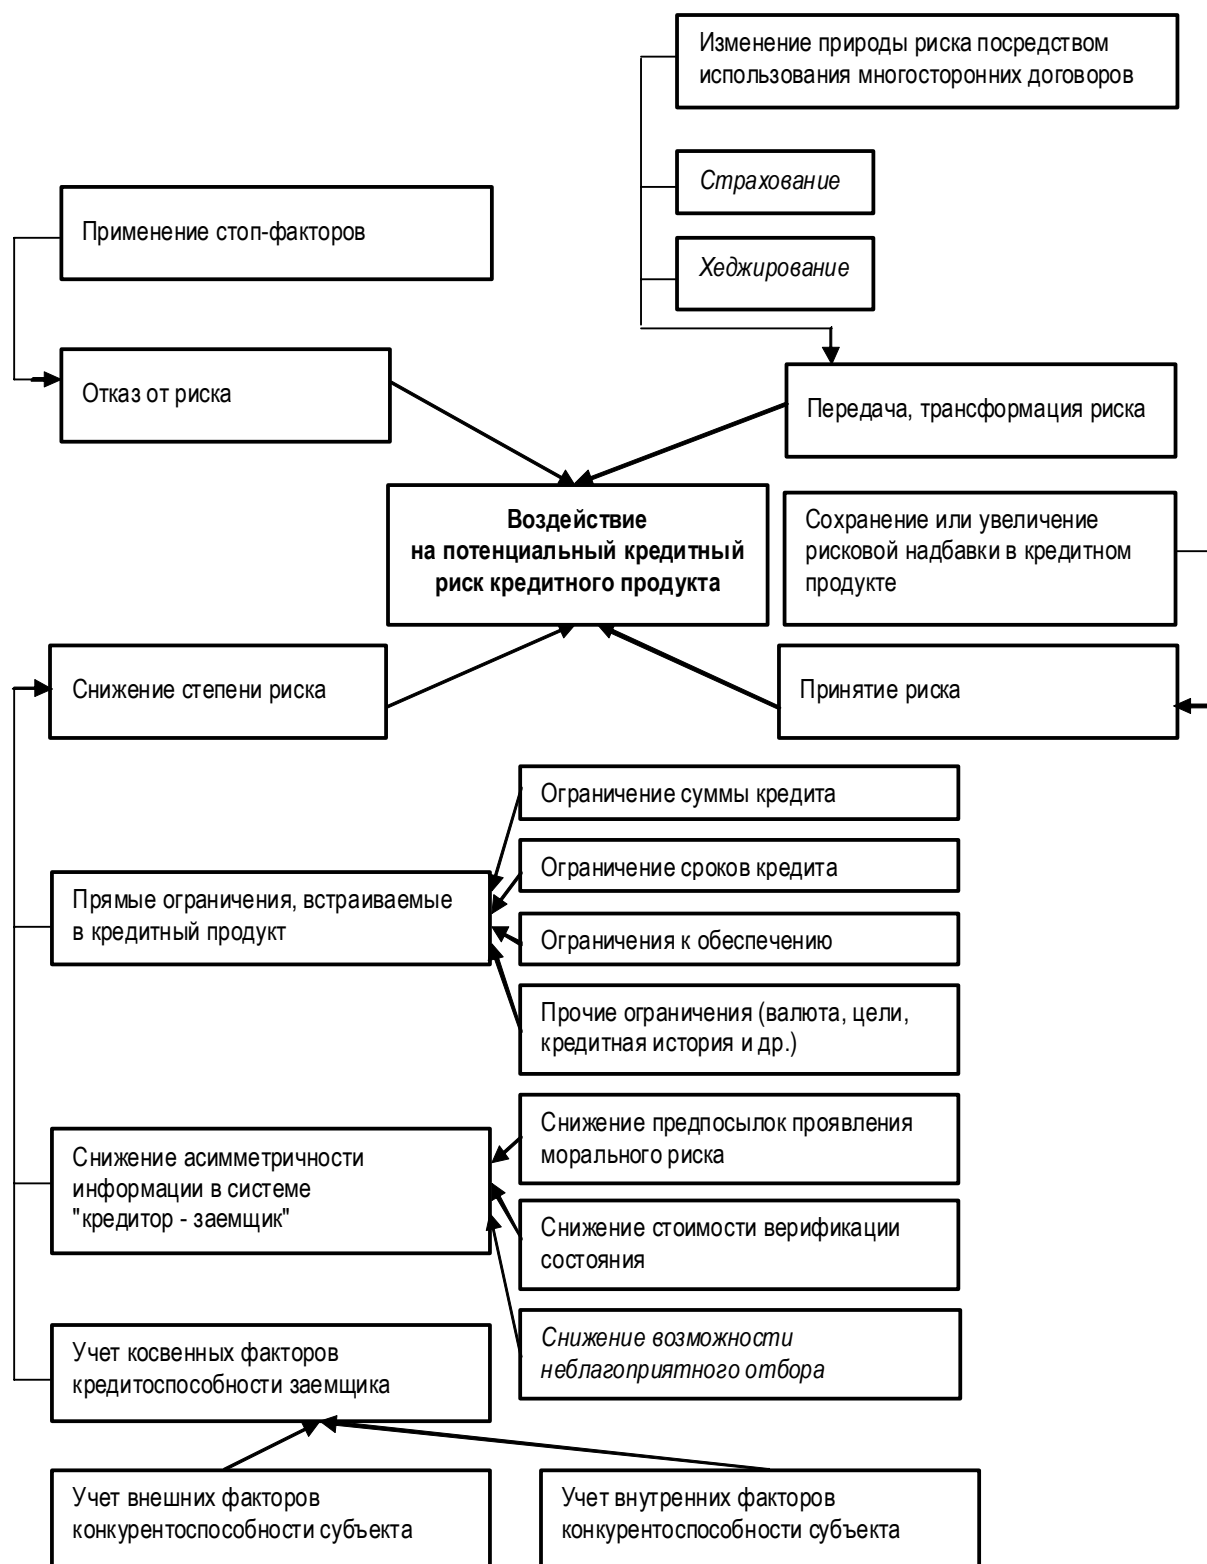 Изменение природы риска посредством
использования многосторонних договоров
Страхование
Применение стоп-факторов
Хеджирование
Отказ от риска
Передача, трансформация риска
Воздействие
на потенциальный кредитный
риск кредитного продукта
Сохранение или увеличение
рисковой надбавки в кредитном
продукте
Снижение степени риска
Принятие риска
Ограничение суммы кредита
Ограничение сроков кредита
Прямые ограничения, встраиваемые
в кредитный продукт
Ограничения к обеспечению
Прочие ограничения (валюта, цели,
кредитная история и др.)
Снижение предпосылок проявления
морального риска
Снижение асимметричности
информации в системе
"кредитор - заемщик"
Снижение стоимости верификации
состояния
Снижение возможности
неблагоприятного отбора
Учет косвенных факторов
кредитоспособности заемщика
Учет внешних факторов
конкурентоспособности субъекта
Учет внутренних факторов
конкурентоспособности субъекта